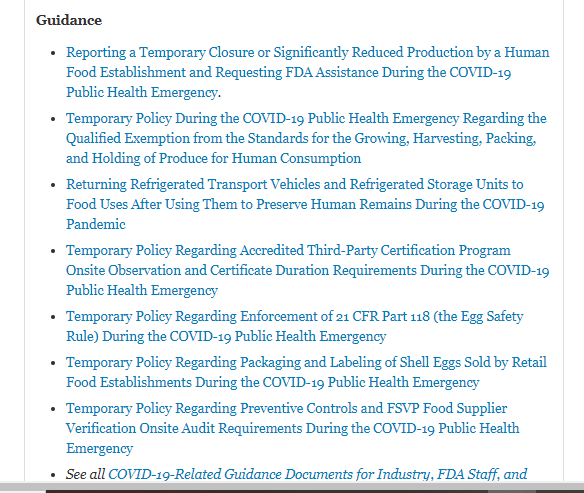 Guidance
• Reporting a Temporary Closure or Significantly Reduced Production by a Human
Food Establishment and Requesting FDA Assistance During the COVID-19
Public Health Emergency.
• Temporary Policy During the COVID-19 Public Health Emergency Regarding the
Qualified Exemption from the Standards for the Growing, Harvesting, Packing,
and Holding of Produce for Human Consumption
• Returning Refrigerated Transport Vehicles and Refrigerated Storage Units to
Food Uses After Using Them to Preserve Human Remains During the COVID-19
Pandemic
• Temporary Policy Regarding Accredited Third-Party Certification Program
Onsite Observation and Certificate Duration Requirements During the COVID-19
Public Health Emergency
• Temporary Policy Regarding Enforcement of 21 CFR Part 118 (the Egg Safety
Rule) During the COVID-19 Public Health Emergency
• Temporary Policy Regarding Packaging and Labeling of Shell Eggs Sold by Retail
Food Establishments During the COVID-19 Public Health Emergency
• Temporary Policy Regarding Preventive Controls and FSVP Food Supplier
Verification Onsite Audit Requirements During the COVID-19 Public Health
Emergency
• See all COVID-19-Related Guidance Documents for Industry, FDA Staff, and